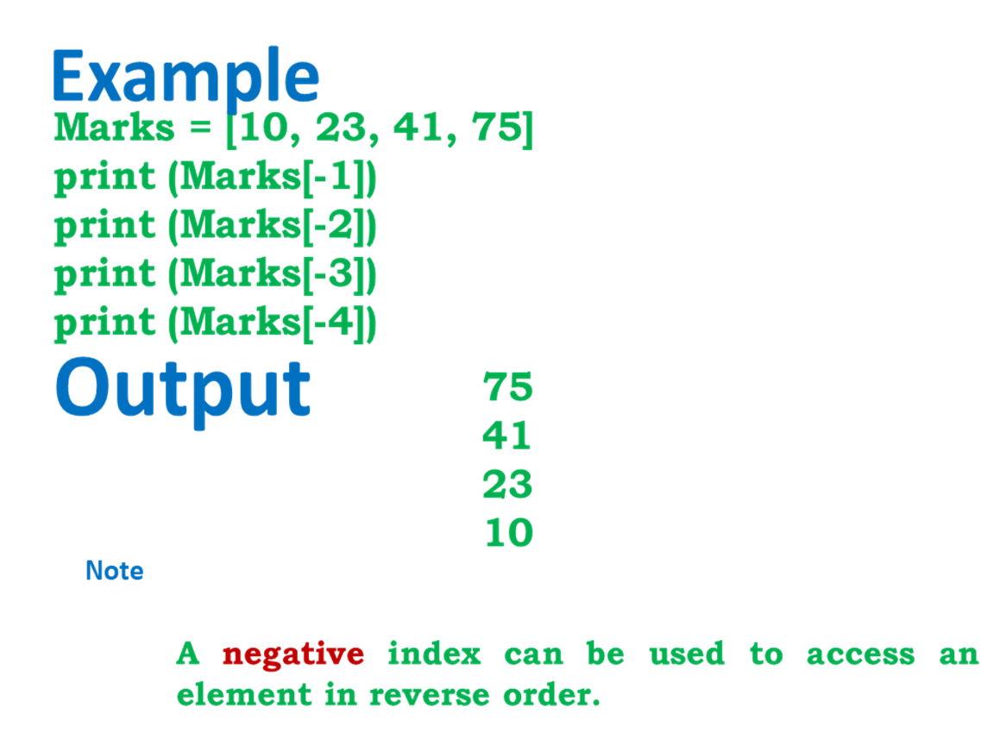 Example
Marks = [10, 23, 41, 75]
print (Marks[-1])
print (Marks[-2])
print (Marks[-3])
print (Marks[-4])
Output
75
41
23
10
Note
A negative index can be used to access an
element in reverse order.